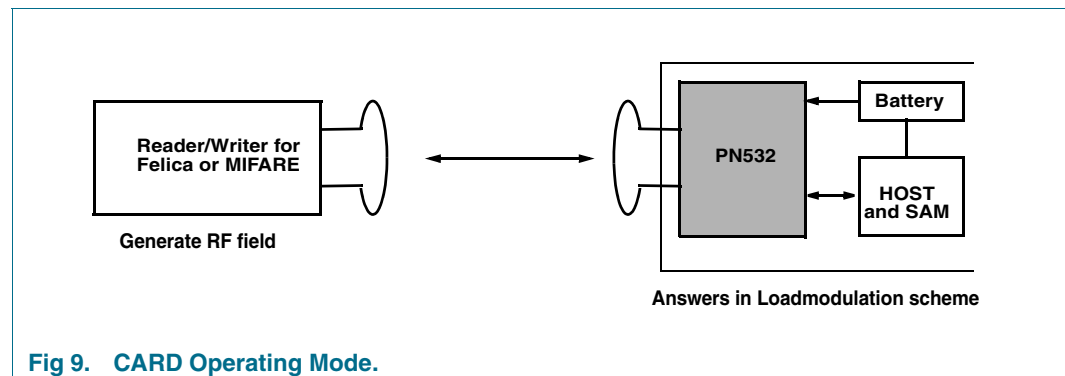 Reader/Writer for
Felica or MIFARE
Generate RF field
PN532
Battery
HOST
and SAM
Answers in Loadmodulation scheme
Fig 9. CARD Operating Mode.